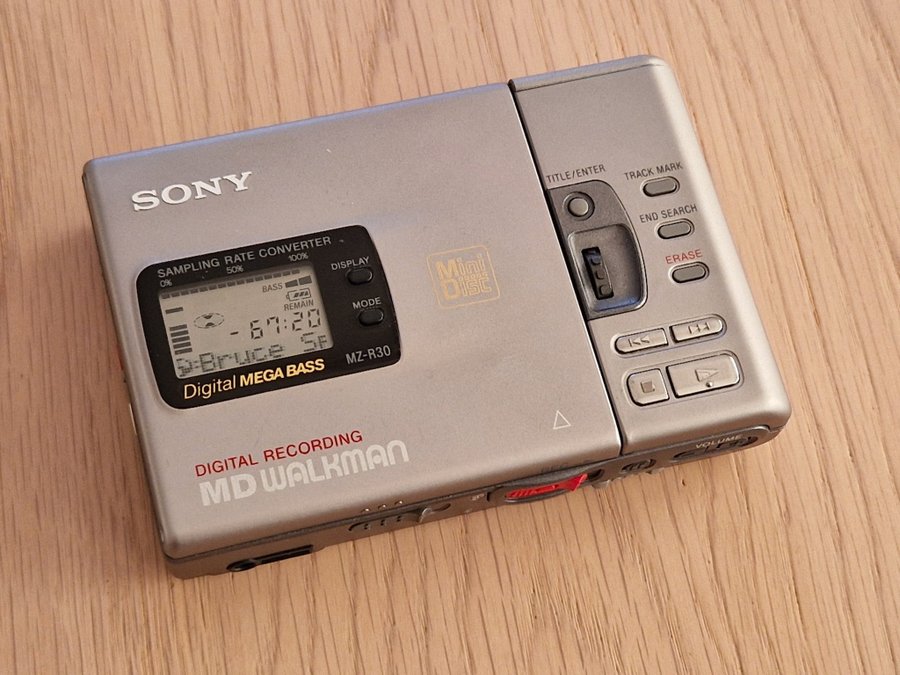 SONY
SAMPLING RATE CONVERTER
0% 50% 100%
BASS
REMAIN
-67:20
Bruce Sp
DISPLAY
MODE
Digital MEGA BASS
MZ-R30
Mini
Disc
DIGITAL RECORDING
MD WALKMAN
TITLE/ENTER
TRACK MARK
END SEARCH
ERASE
VOLUME